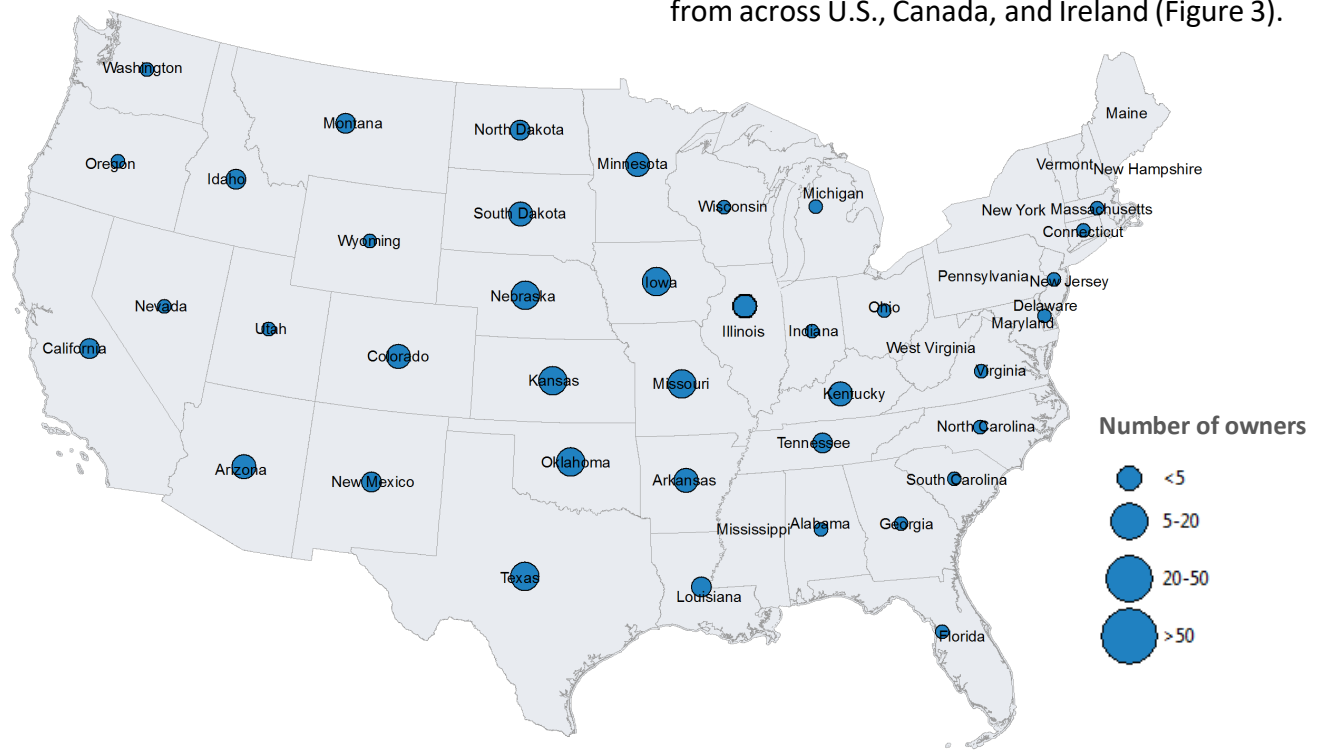 from across U.S., Canada, and Ireland (Figure 3).
Washington
Maine
Montana
North Dakota
Oregon
Minnesota
Vermont
New Hampshire
Idaho
Michigan
Wisconsin
New York
Massachusetts
South Dakota
Connecticut
Wyoming
Pennsylvania
New Jersey
Iowa
Nebraska
Nevada
Ohio
Delaware
Maryland
Utah
Illinois
Indiana
California
West Virginia
Colorado
Virginia
Kansas
Missouri
Kentucky
North Carolina
Number of owners
Tennessee
Oklahoma
Arizona
New Mexico
Arkansas
South Carolina
<5
Mississippi
Alabama
Georgia
5-20
Texas
20-50
Louisiana
Florida
>50